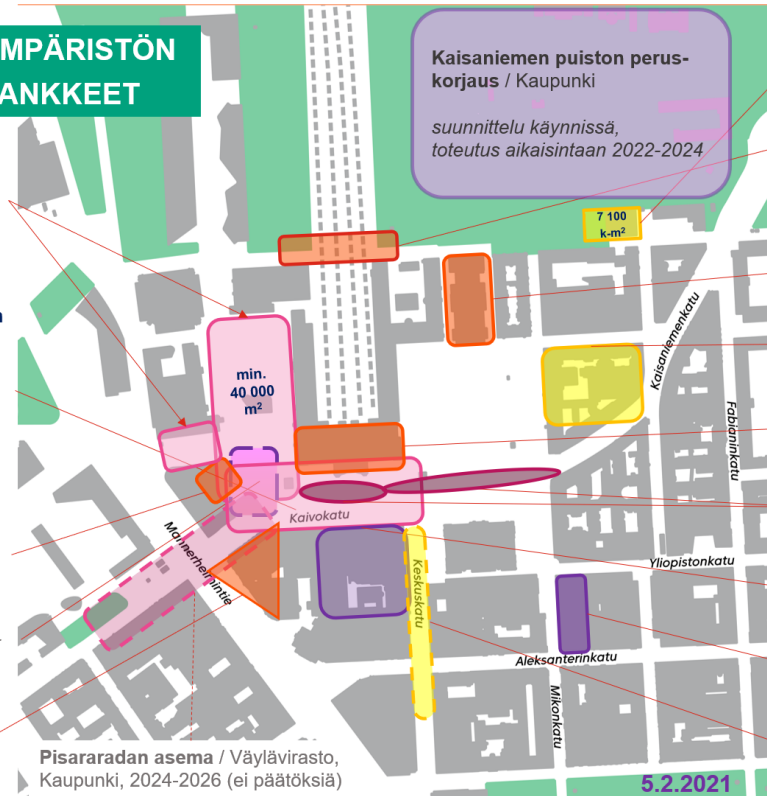 MPÄRISTÖN
ANKKEET
Kaisaniemen puiston perus-
korjaus / Kaupunki
suunnittelu käynnissä,
toteutus aikaisintaan 2022-2024
7 100
k-m²
min.
40 000
m²
Kaisaniemenkatu
Fabianinkatu
Kaivokatu
Mannerheimintie
Keskuskatu
Yliopistonkatu
Aleksanterinkatu
Mikonkatu
Pisararadan asema / Väylävirasto,
Kaupunki, 2024-2026 (ei päätöksiä)
5.2.2021